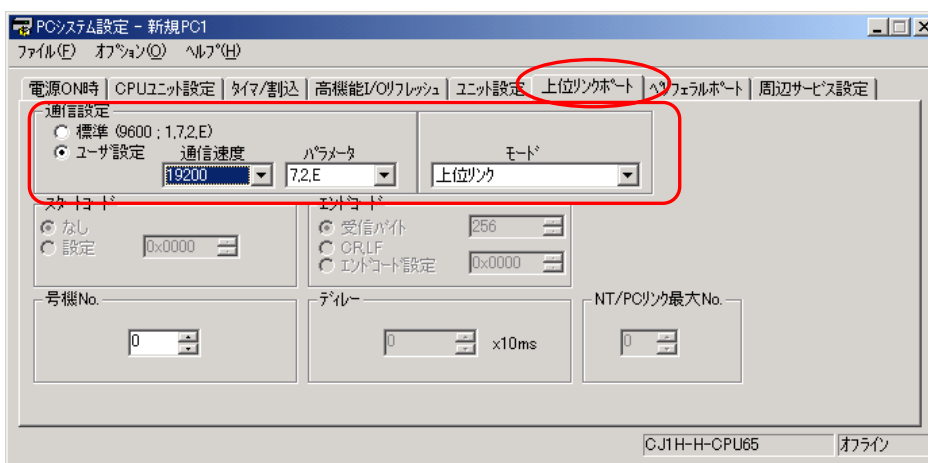 PCシステム設定 - 新規PC1
ファイル(F) オプション(O) ヘルプ(H)
電源ON時 CPUユニット設定 タイマ/割込 高機能I/Oリフレッシュ ユニット設定 上位リンクポート ペリフェラルポート 周辺サービス設定
通信設定
標準 (9600 ; 1,7,2,E)
ユーザ設定 通信速度 パラメータ モード
19200 7,2,E 上位リンク
スタートコード エンドコード
なし 受信バイト 256
設定 0x0000 CR,LF
エンドコード設定 0x0000
号機No. ディレー NT/PCリンク最大No.
0 0 x10ms 0
CJ1H-H-CPU65 オフライン